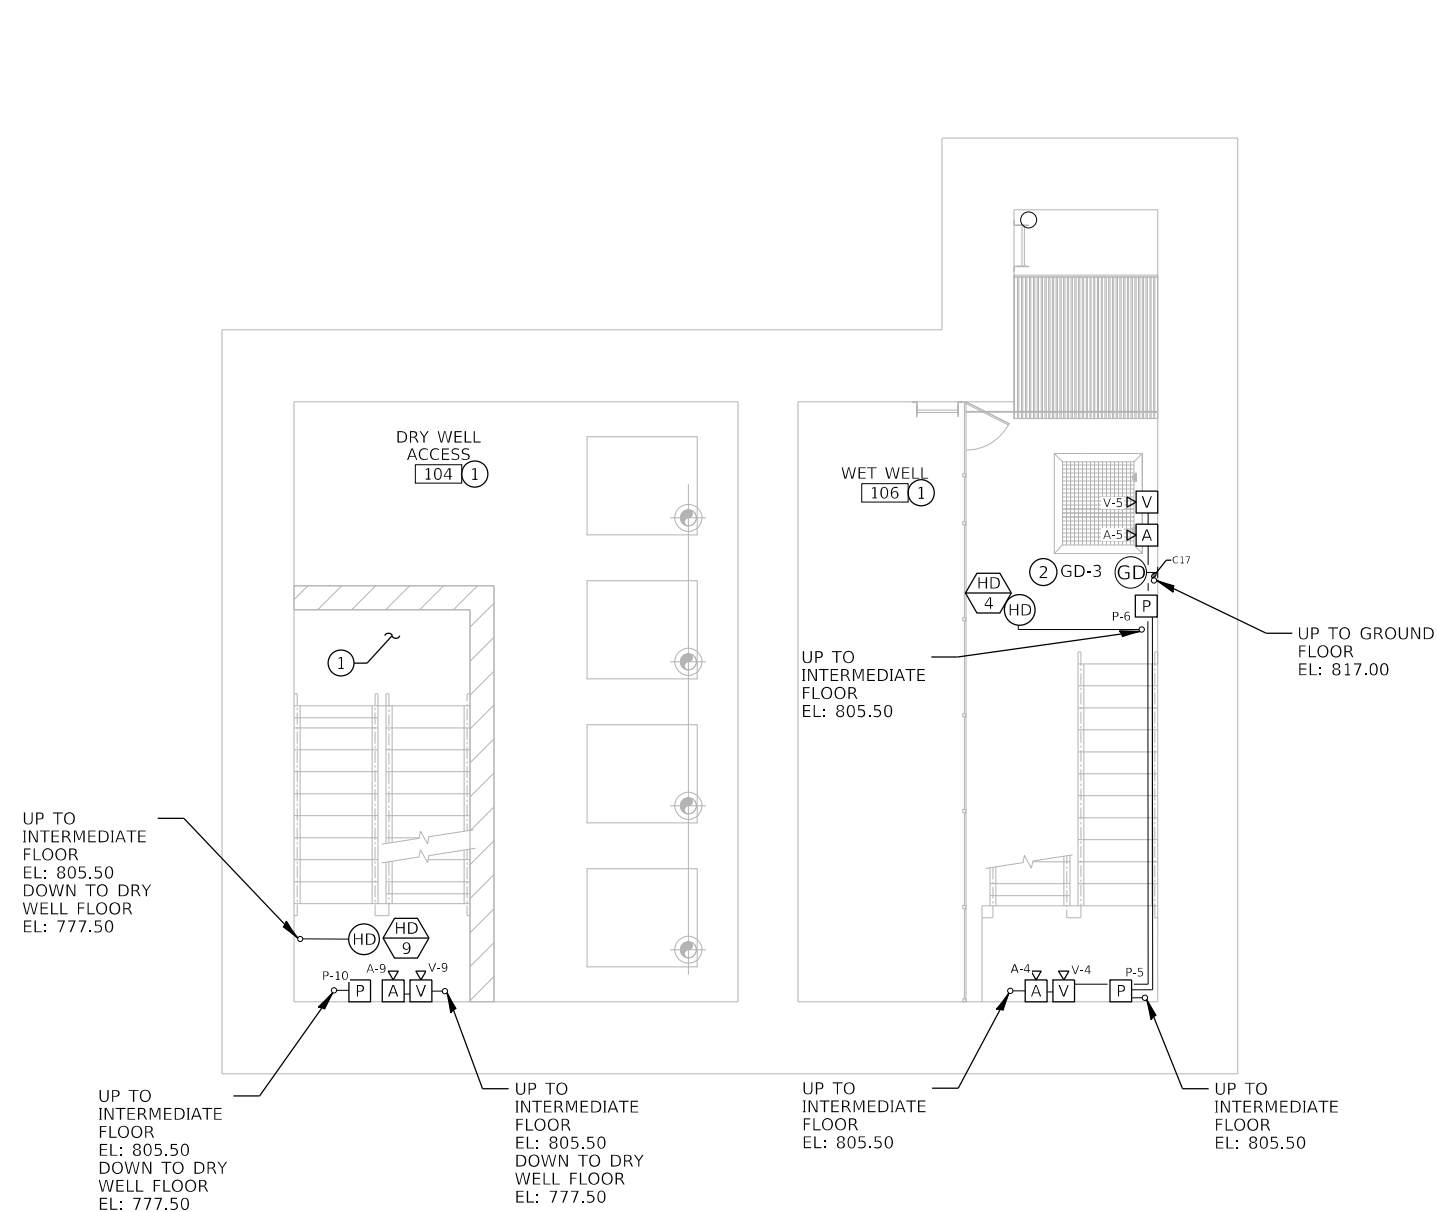 DRY WELL
ACCESS
104 1
WET WELL
106 1
V-5 V
A-5 A
2 GD-3 GD C17
HD
4
HD
P
P-6
UP TO GROUND
FLOOR
EL: 817.00
UP TO
INTERMEDIATE
FLOOR
EL: 805.50
1
UP TO
INTERMEDIATE
FLOOR
EL: 805.50
DOWN TO DRY
WELL FLOOR
EL: 777.50
HD
HD
9
P-10 A-9 V-9
P A V
A-4 V-4 P-5
A V P
UP TO
INTERMEDIATE
FLOOR
EL: 805.50
DOWN TO DRY
WELL FLOOR
EL: 777.50
UP TO
INTERMEDIATE
FLOOR
EL: 805.50
DOWN TO DRY
WELL FLOOR
EL: 777.50
UP TO
INTERMEDIATE
FLOOR
EL: 805.50
UP TO
INTERMEDIATE
FLOOR
EL: 805.50